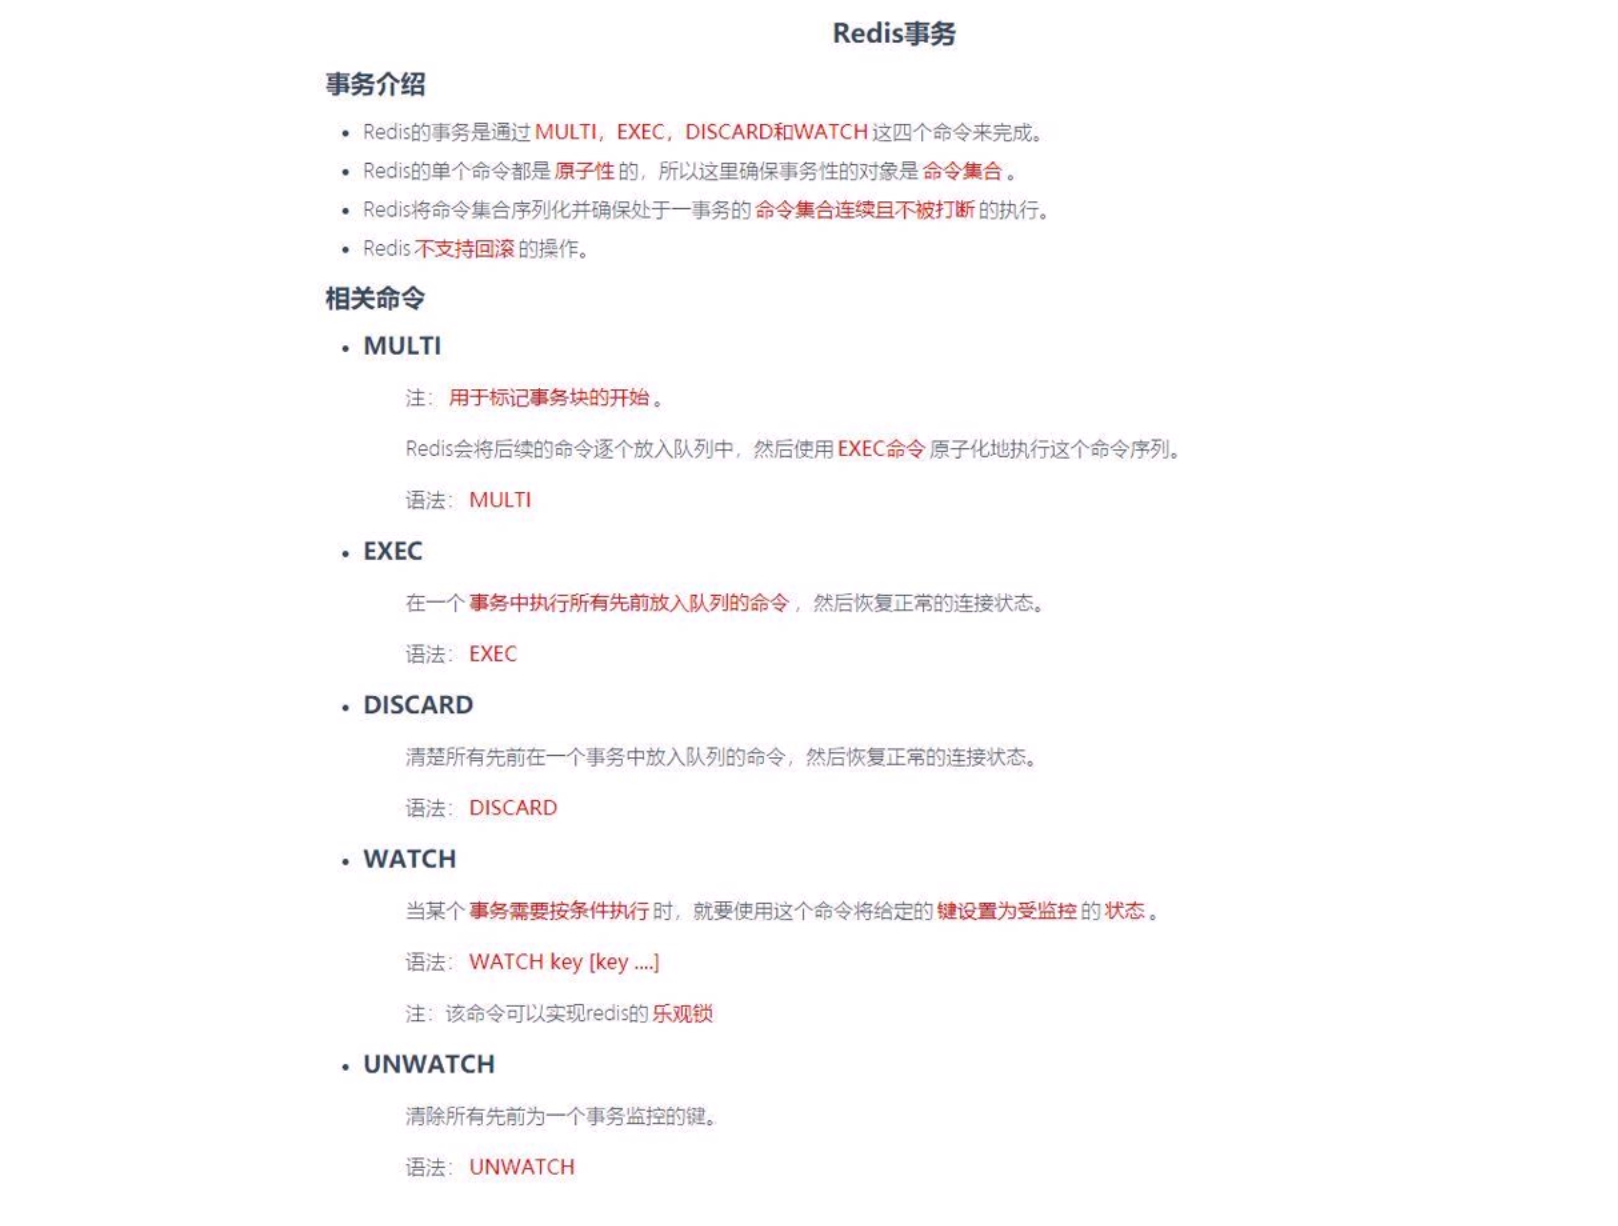 Redis事务
事务介绍
• Redis的事务是通过 MULTI，EXEC，DISCARD和WATCH 这四个命令来完成。
• Redis的单个命令都是 原子性 的，所以这里确保事务性的对象是 命令集合 。
• Redis将命令集合序列化并确保处于一事务的 命令集合连续且不被打断 的执行。
• Redis 不支持回滚 的操作。
相关命令
• MULTI
注： 用于标记事务块的开始 。
Redis会将后续的命令逐个放入队列中，然后使用 EXEC命令 原子化地执行这个命令序列。
语法： MULTI
• EXEC
在一个 事务中执行所有先前放入队列的命令 ，然后恢复正常的连接状态。
语法： EXEC
• DISCARD
清楚所有先前在一个事务中放入队列的命令，然后恢复正常的连接状态。
语法： DISCARD
• WATCH
当某个 事务需要按条件执行 时，就要使用这个命令将给定的 键设置为受监控 的 状态 。
语法： WATCH key [key ....]
注：该命令可以实现redis的 乐观锁
• UNWATCH
清除所有先前为一个事务监控的键。
语法： UNWATCH